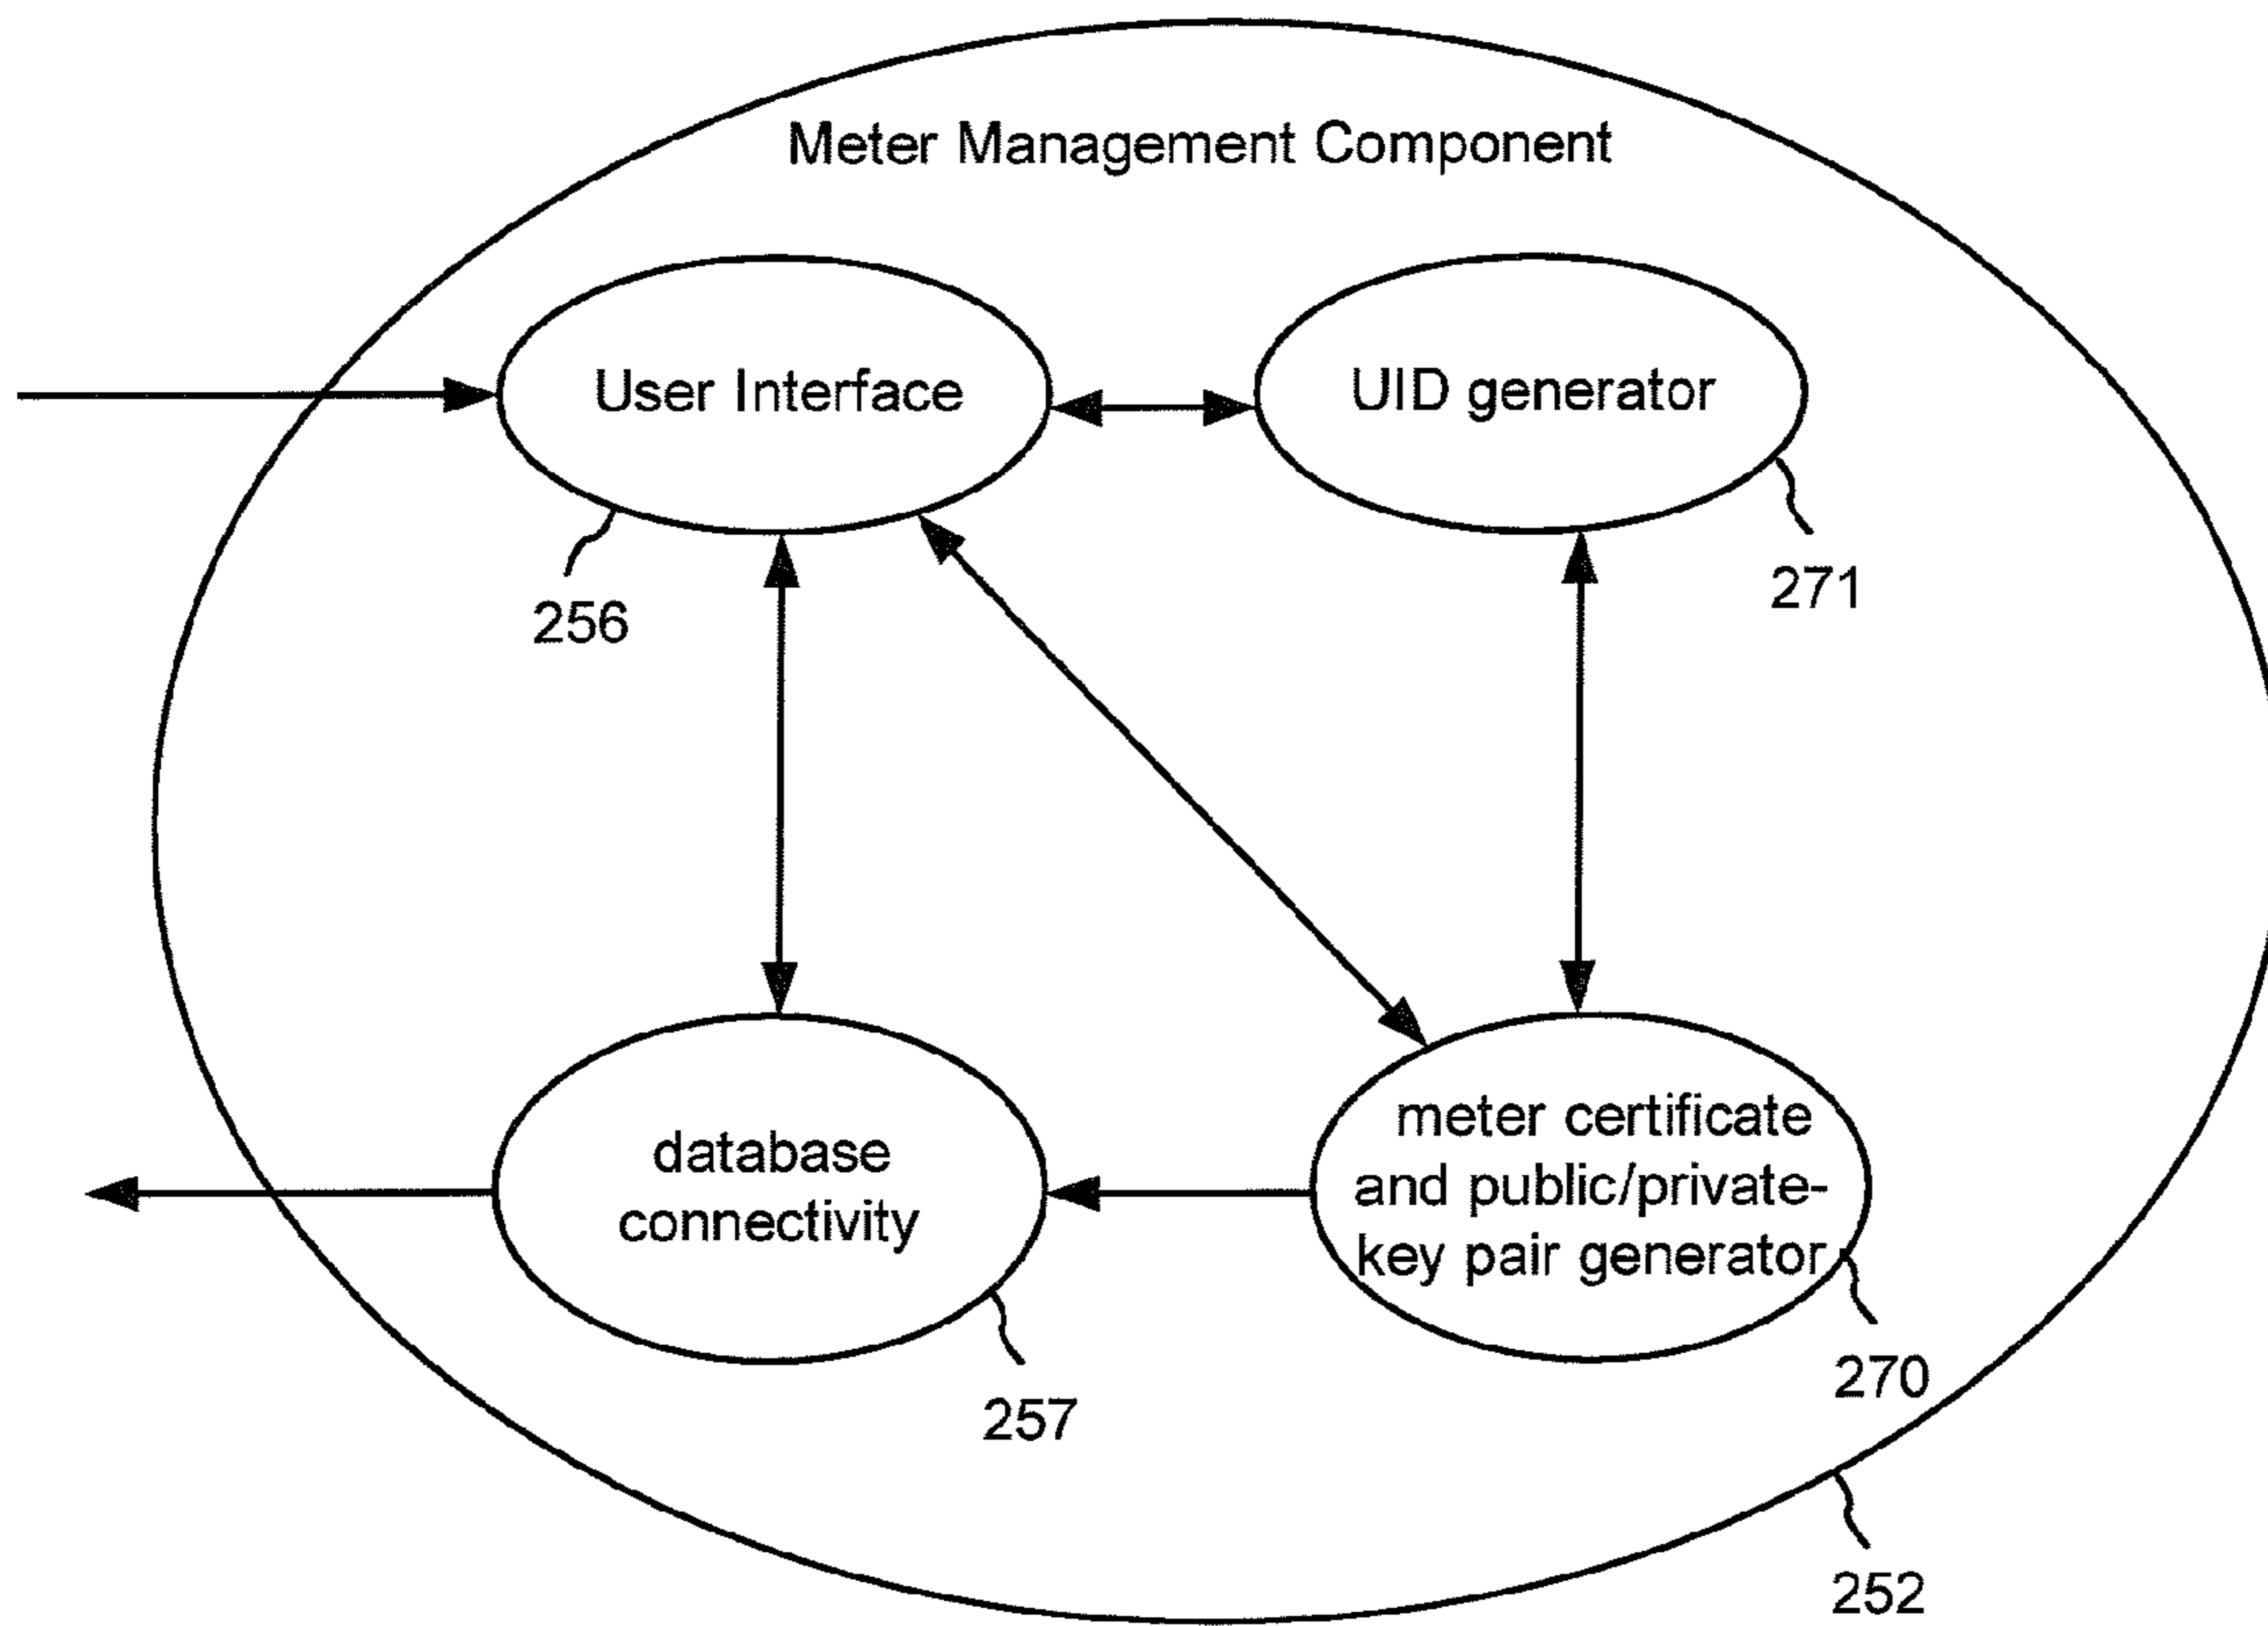 Meter Management Component
User Interface
UID generator
256
271
database
connectivity
meter certificate
and public/private-
key pair generator
257
270
252